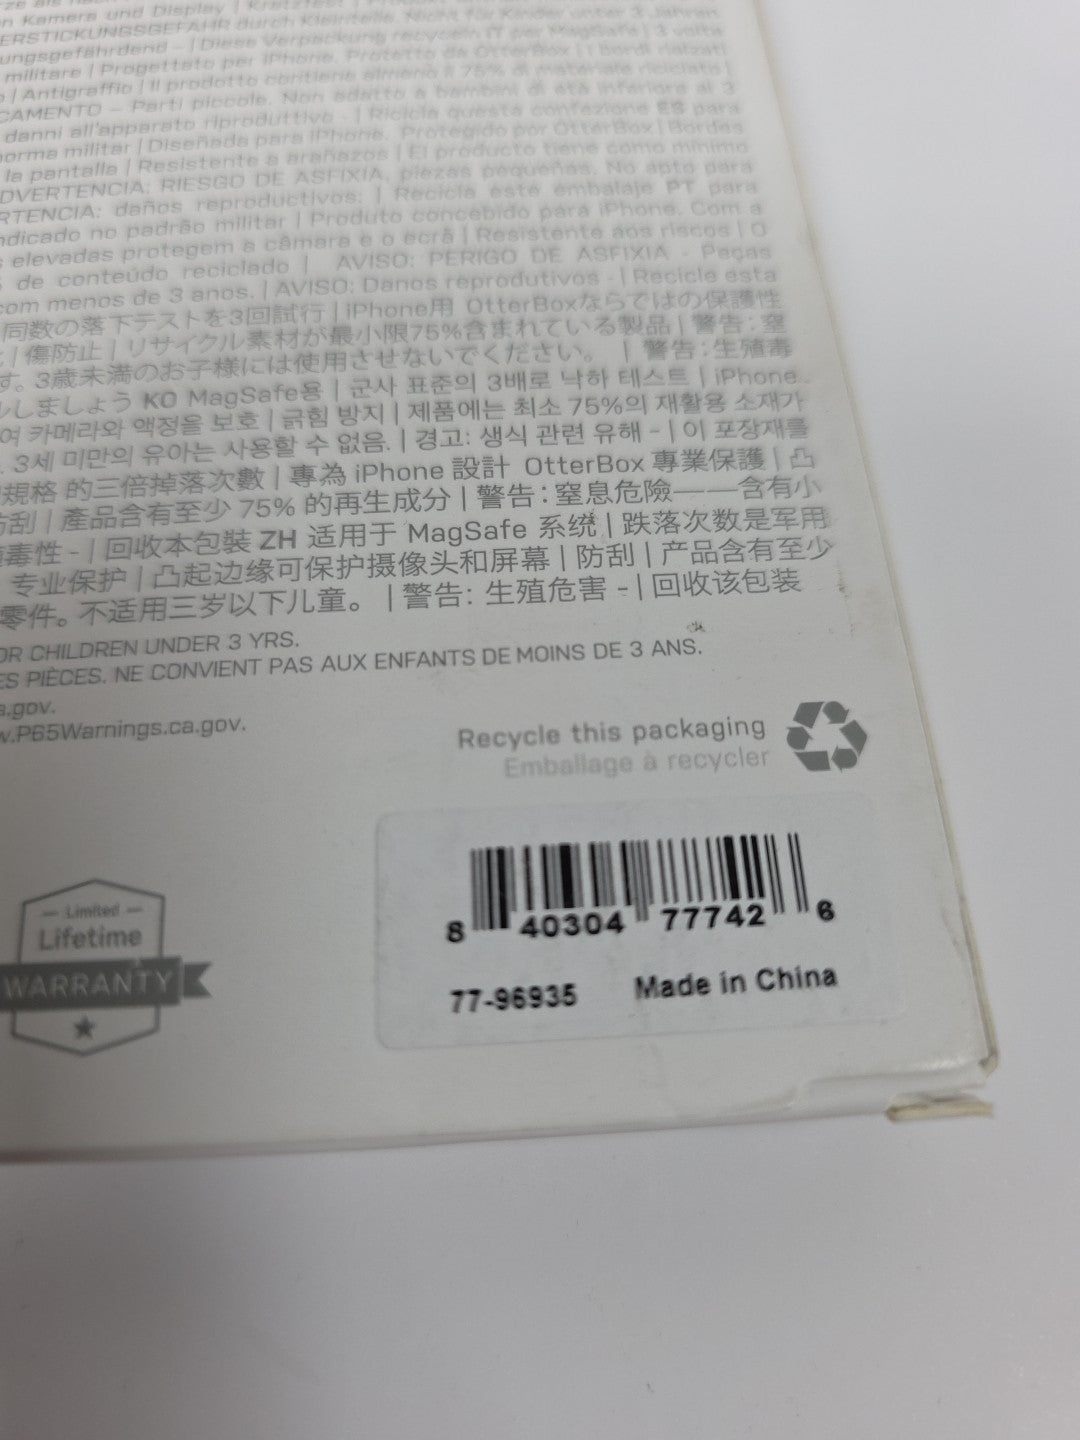 en Kamera und Display | Kratzfest | Produkt
ERSTICKUNGSGEFAHR durch Kleinteile. Nicht für Kinder unter 3 Jahren
ungsgefährdend - | Diese Verpackung recyceln IT per MagSafe | 3 volte
militare | Progettato per iPhone. Protetto da OtterBox | I bordi rialzati
o | Antigraffio | Il prodotto contiene almeno il 75% di materiale riciclato |
CAMENTO – Parti piccole. Non adatto a bambini di età inferiore ai 3
danni all'apparato riproduttivo - | Ricicla questa confezione ES para
norma militar | Diseñada para iPhone. Protegido por OtterBox | Bordes
la pantalla | Resistente a arañazos | El producto tiene como mínimo
DVERTENCIA: RIESGO DE ASFIXIA, piezas pequeñas. No apto para
RTENCIA: daños reproductivos: | Recicla este embalaje PT para
ndicado no padrão militar | Produto concebido para iPhone. Com a
s elevadas protegem a câmara e o ecrã | Resistente aos riscos | O
de conteúdo reciclado | AVISO: PERIGO DE ASFIXIA - Peças
com menos de 3 anos. | AVISO: Danos reprodutivos - | Recicle esta
同数の落下テストを3回試行 | iPhone用 OtterBoxならではの保護性
| 傷防止 | リサイクル素材が最小限75%含まれている製品 | 警告：窒
す。3歳未満のお子様には使用させないでください。 | 警告：生殖毒
ルしましょう KO MagSafe용 | 군사 표준의 3배로 낙하 테스트 | iPhone
여 카메라와 액정을 보호 | 긁힘 방지 | 제품에는 최소 75%의 재활용 소재가
3세 미만의 유아는 사용할 수 없음. | 경고: 생식 관련 유해 - | 이 포장재를
規格 的三倍掉落次數 | 專為 iPhone 設計 OtterBox 專業保護 | 凸
防刮 | 產品含有至少 75% 的再生成分 | 警告：窒息危險——含有小
殖毒性 - | 回收本包裝 ZH 适用于 MagSafe 系统 | 跌落次数是军用
专业保护 | 凸起边缘可保护摄像头和屏幕 | 防刮 | 产品含有至少
零件。不适用三岁以下儿童。 | 警告: 生殖危害 - | 回收该包装
OR CHILDREN UNDER 3 YRS.
ES PIÈCES. NE CONVIENT PAS AUX ENFANTS DE MOINS DE 3 ANS.
a.gov.
w.P65Warnings.ca.gov.
Recycle this packaging
Emballage à recycler
Limited
Lifetime
WARRANTY
8 40304 77742 6
77-96935 Made in China